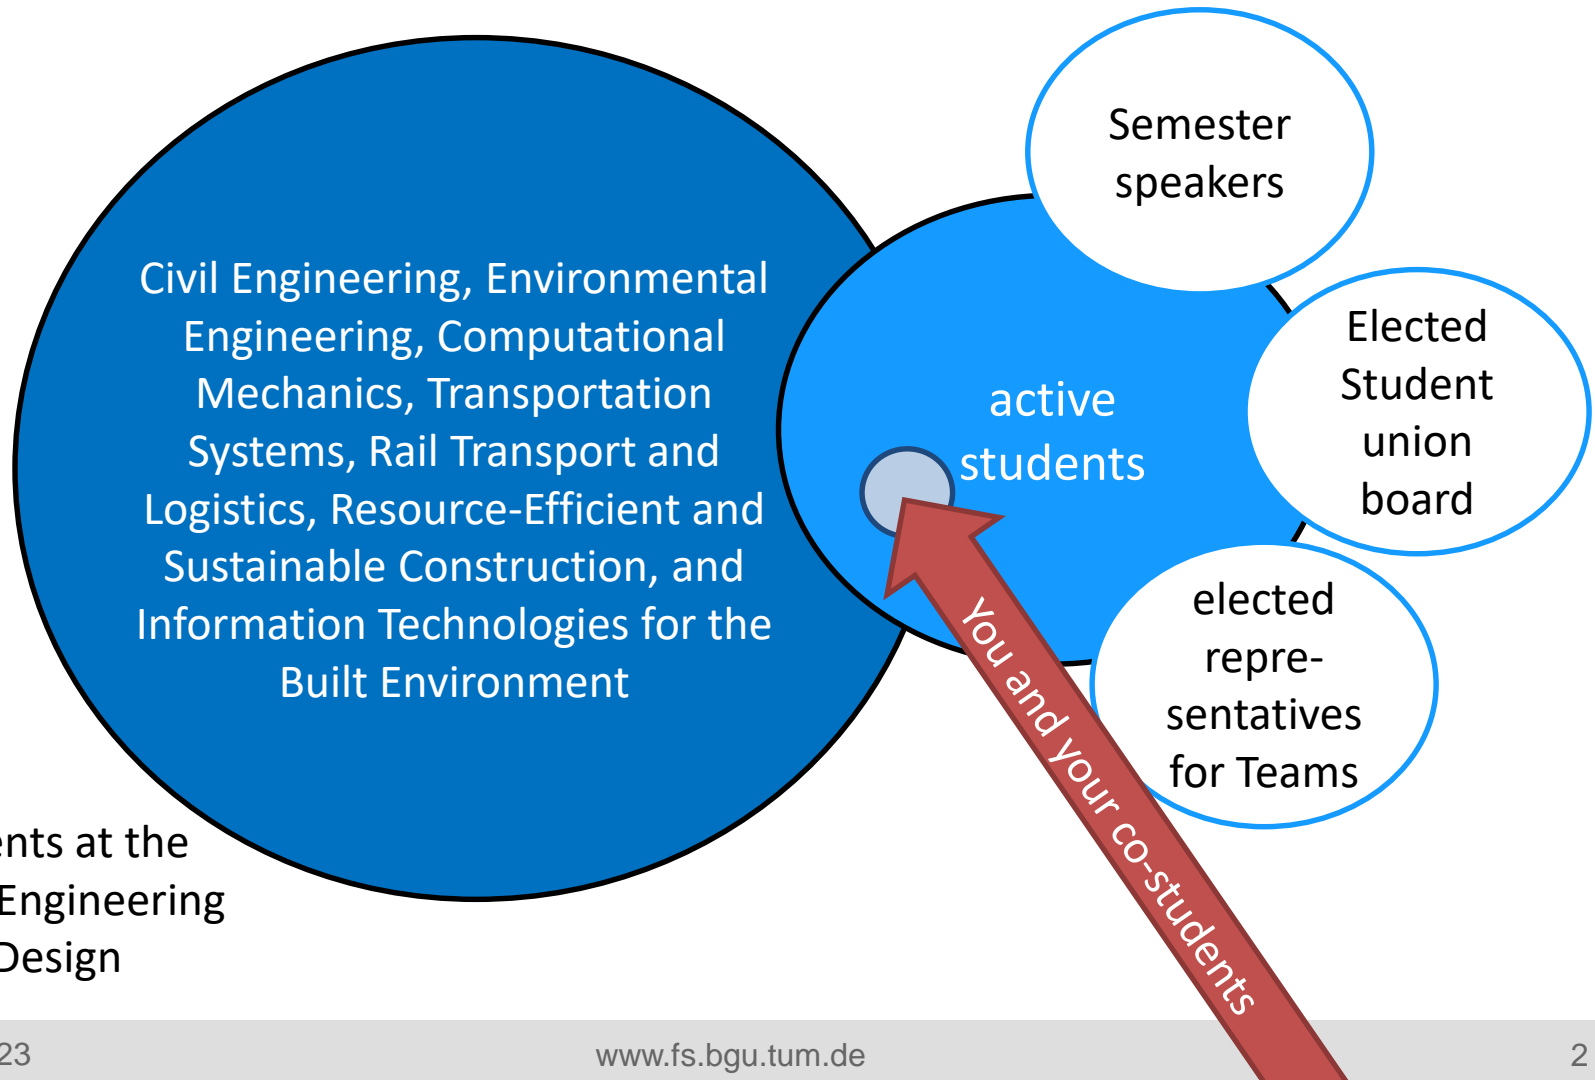 Semester
speakers
Civil Engineering, Environmental
Engineering, Computational
Mechanics, Transportation
Systems, Rail Transport and
Logistics, Resource-Efficient and
Sustainable Construction, and
Information Technologies for the
Built Environment
active
students
Elected
Student
union
board
elected
repre-
sentatives
for Teams
You and your co-students
ents at the
Engineering
Design
23
www.fs.bgu.tum.de
2